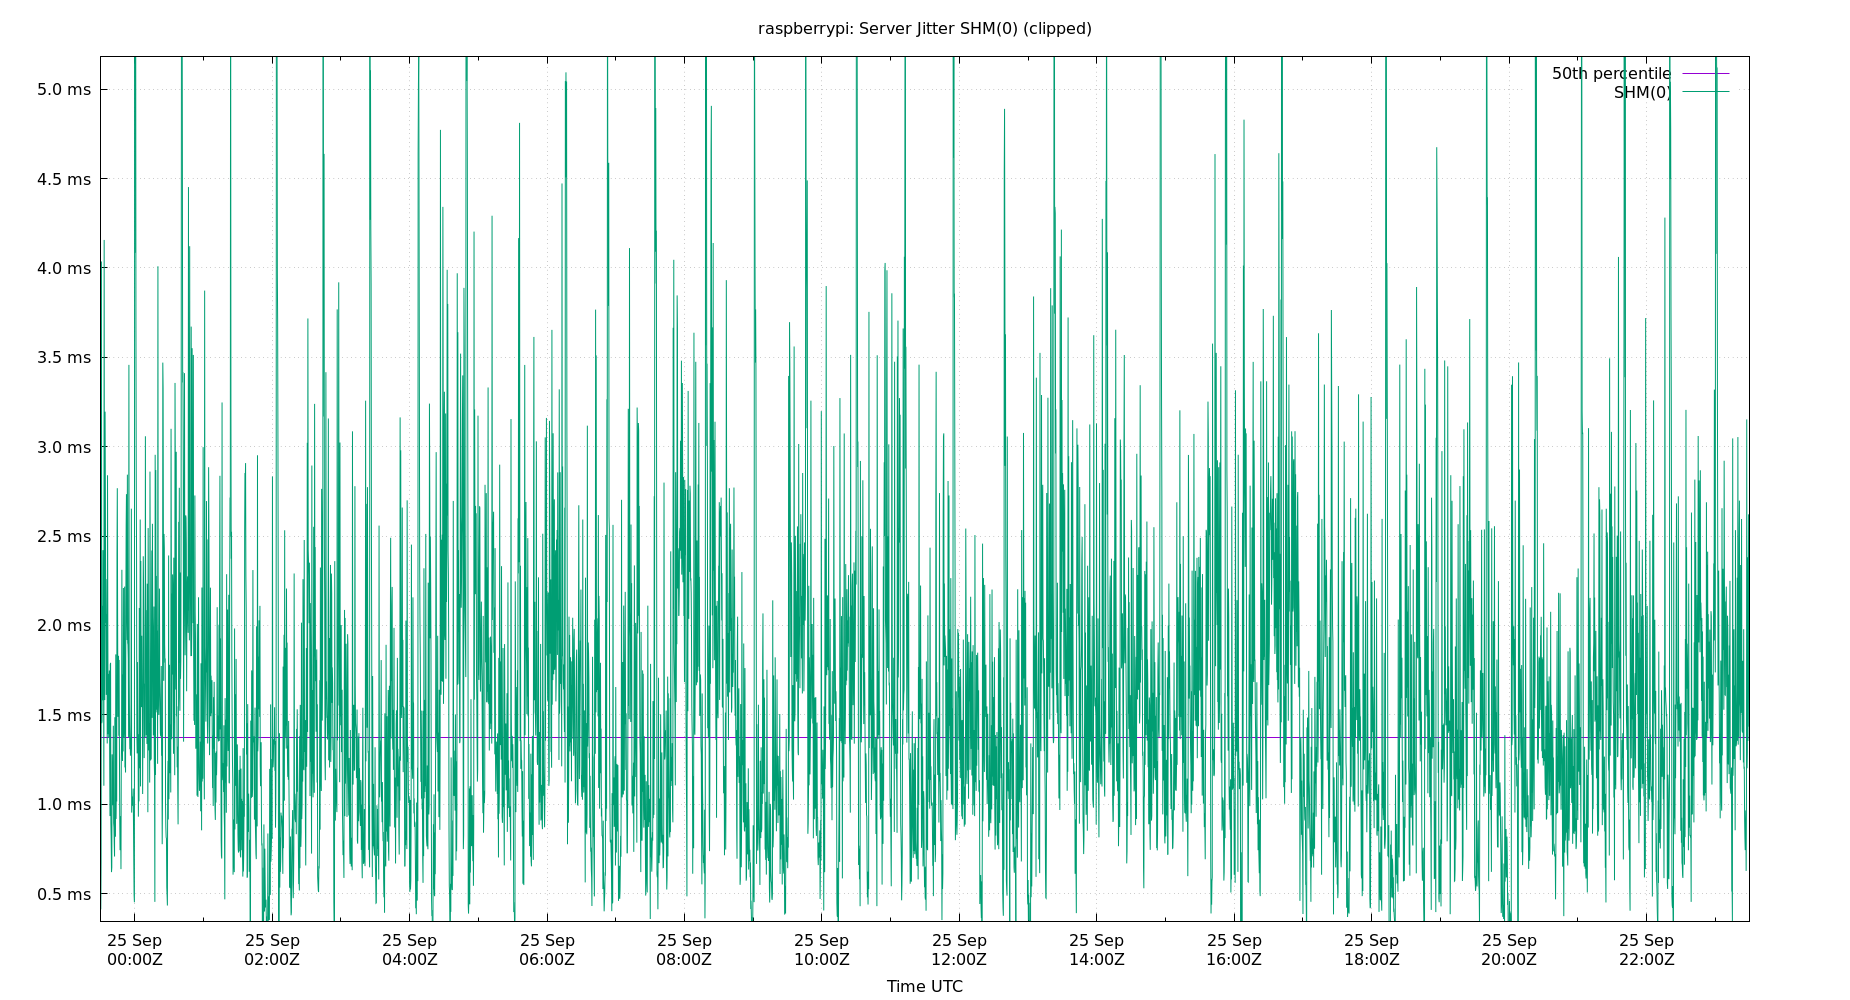 raspberrypi: Server Jitter SHM(0) (clipped)
50th percentile
SHM(0)
5.0 ms
4.5 ms
4.0 ms
3.5 ms
3.0 ms
2.5 ms
2.0 ms
1.5 ms
1.0 ms
0.5 ms
25 Sep 25 Sep 25 Sep 25 Sep 25 Sep 25 Sep 25 Sep 25 Sep 25 Sep 25 Sep 25 Sep 25 Sep
00:00Z 02:00Z 04:00Z 06:00Z 08:00Z 10:00Z 12:00Z 14:00Z 16:00Z 18:00Z 20:00Z 22:00Z
Time UTC